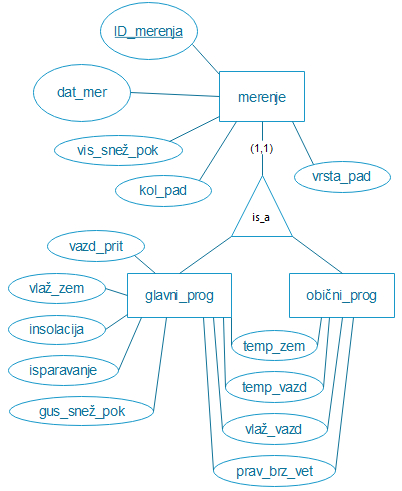 ID_merenja
dat_mer
merenje
vis_snež_pok
(1,1)
kol_pad
vrsta_pad
is_a
vazd_prit
vlaž_zem
glavni_prog
obični_prog
insolacija
temp_zem
isparavanje
temp_vazd
gus_snež_pok
vlaž_vazd
prav_brz_vet